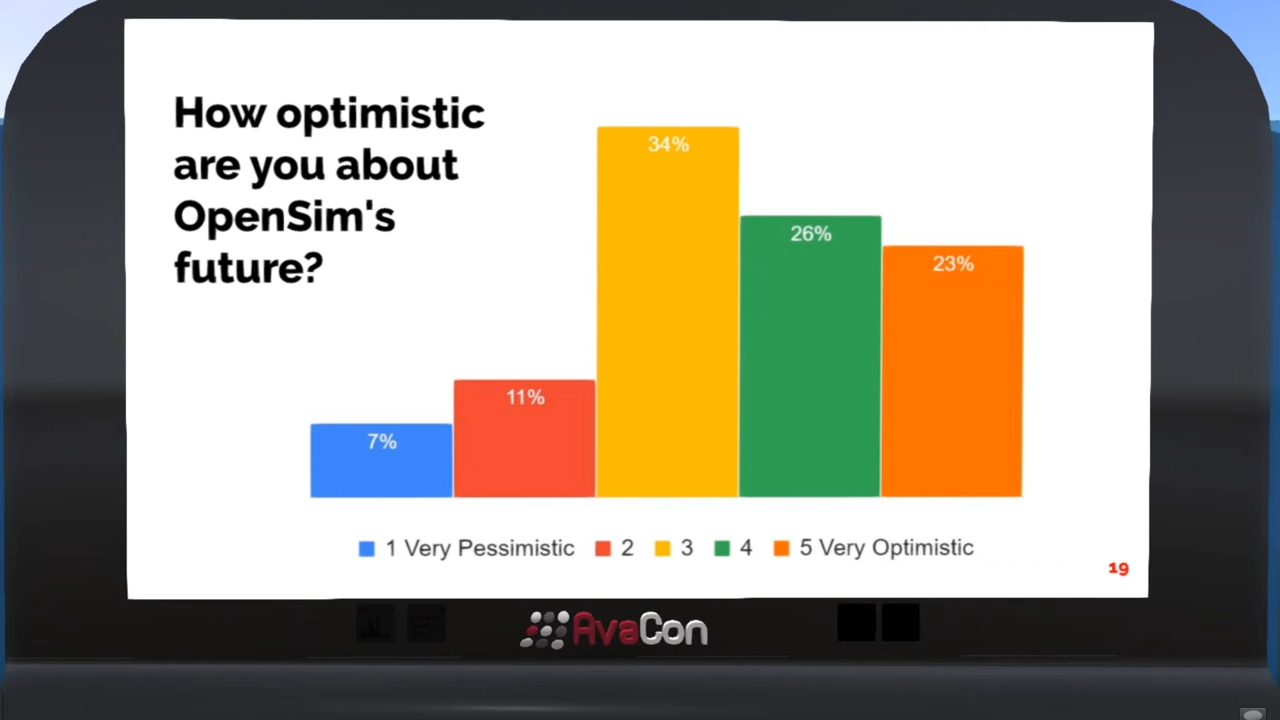 How optimistic
are you about
OpenSim's
future?
34%
26%
23%
11%
7%
1 Very Pessimistic 2 3 4 5 Very Optimistic
19
AvaCon